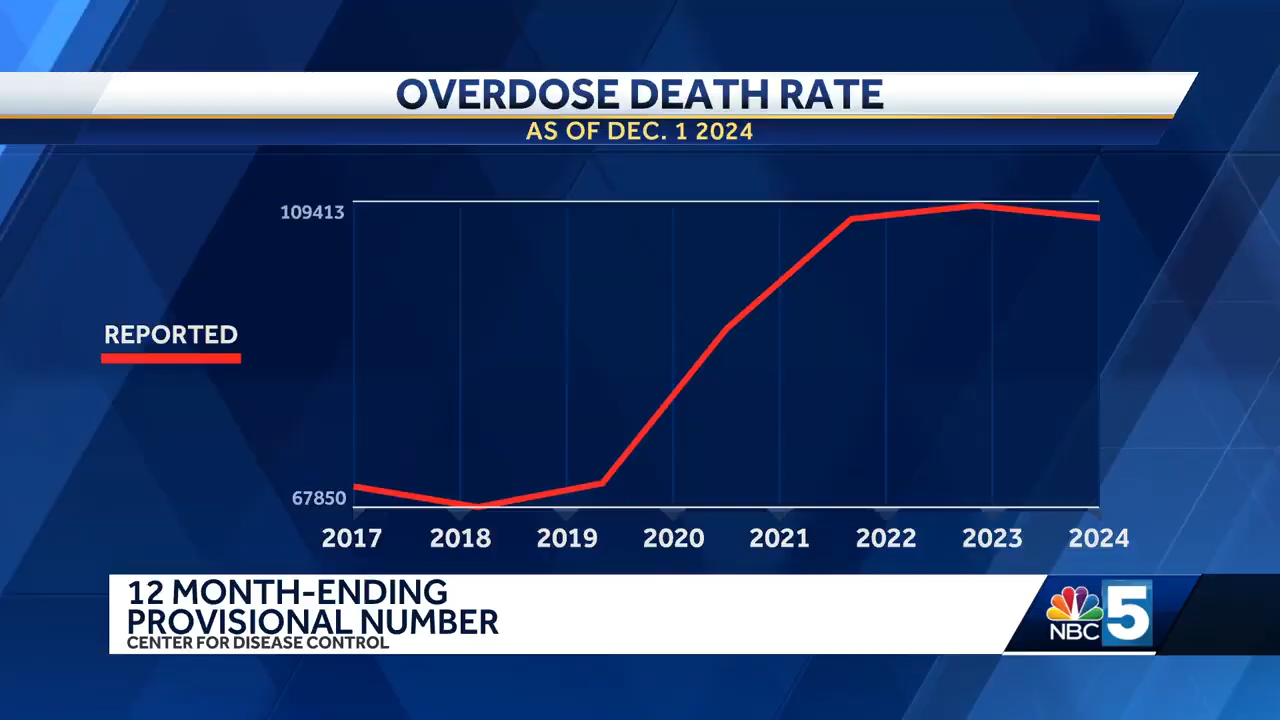 OVERDOSE DEATH RATE
AS OF DEC. 1 2024
109413
REPORTED
67850
2017 2018 2019 2020 2021 2022 2023 2024
12 MONTH-ENDING
PROVISIONAL NUMBER
CENTER FOR DISEASE CONTROL
NBC 5